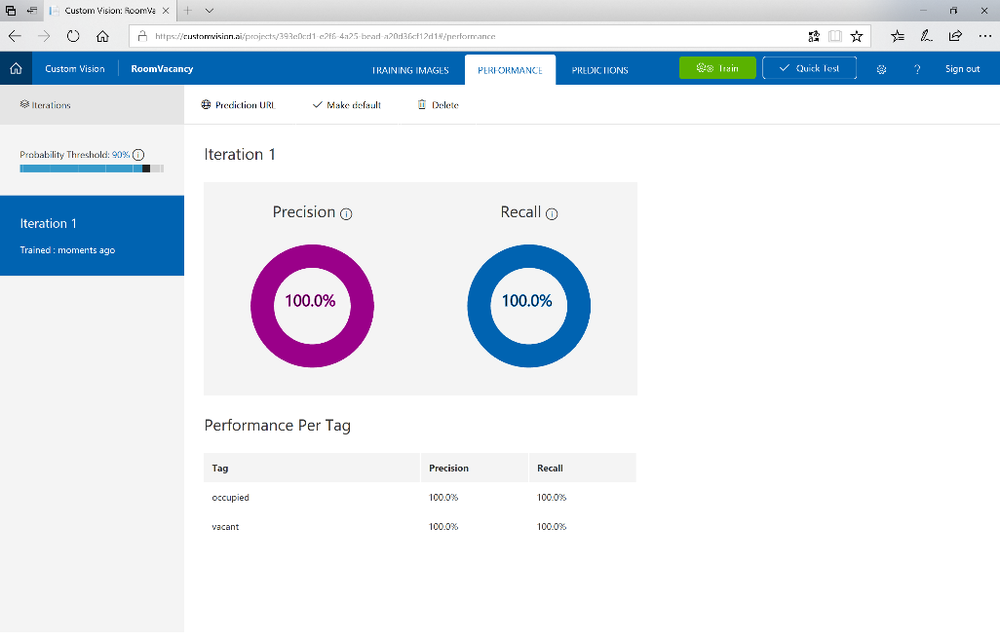 Custom Vision: RoomVa
https://customvision.ai/projects/393e0cd1-e2f6-4a25-bead-a20d36cf12d1#/performance
Custom Vision RoomVacancy TRAINING IMAGES PERFORMANCE PREDICTIONS Train Quick Test ? Sign out
Iterations Prediction URL Make default Delete
Probability Threshold: 90%
Iteration 1
Trained : moments ago
Iteration 1
Precision Recall
100.0% 100.0%
Performance Per Tag
Tag Precision Recall
occupied 100.0% 100.0%
vacant 100.0% 100.0%